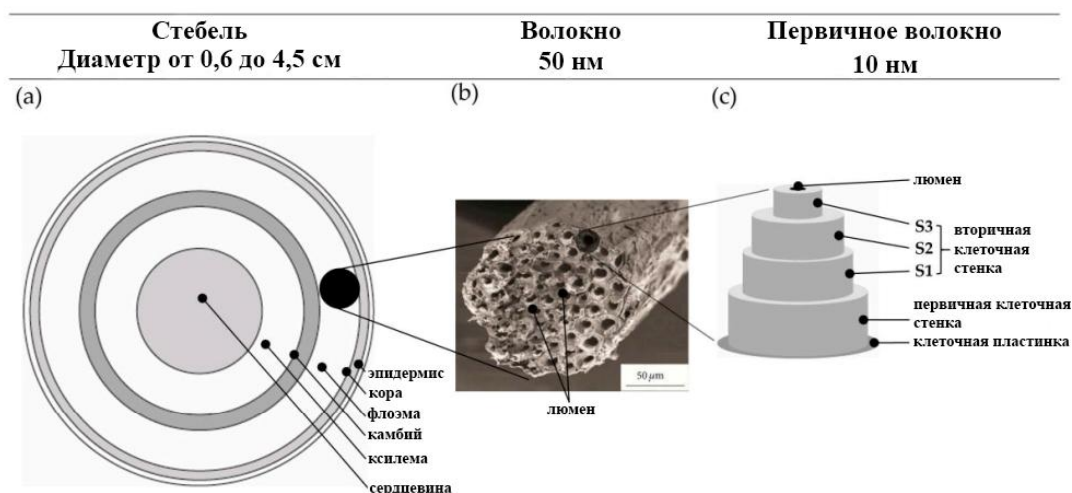 Стебель
Диаметр от 0,6 до 4,5 см
Волокно
50 нм
Первичное волокно
10 нм
(a)
(b)
(c)
эпидермис
кора
флоэма
камбий
ксилема
сердцевина
50 µm
люмен
люмен
S3
S2
S1
вторичная
клеточная
стенка
первичная клеточная
стенка
клеточная пластинка